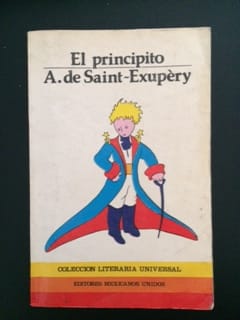 El principito
A. de Saint-Exupèry
COLECCION LITERARIA UNIVERSAL
EDITORES MEXICANOS UNIDOS